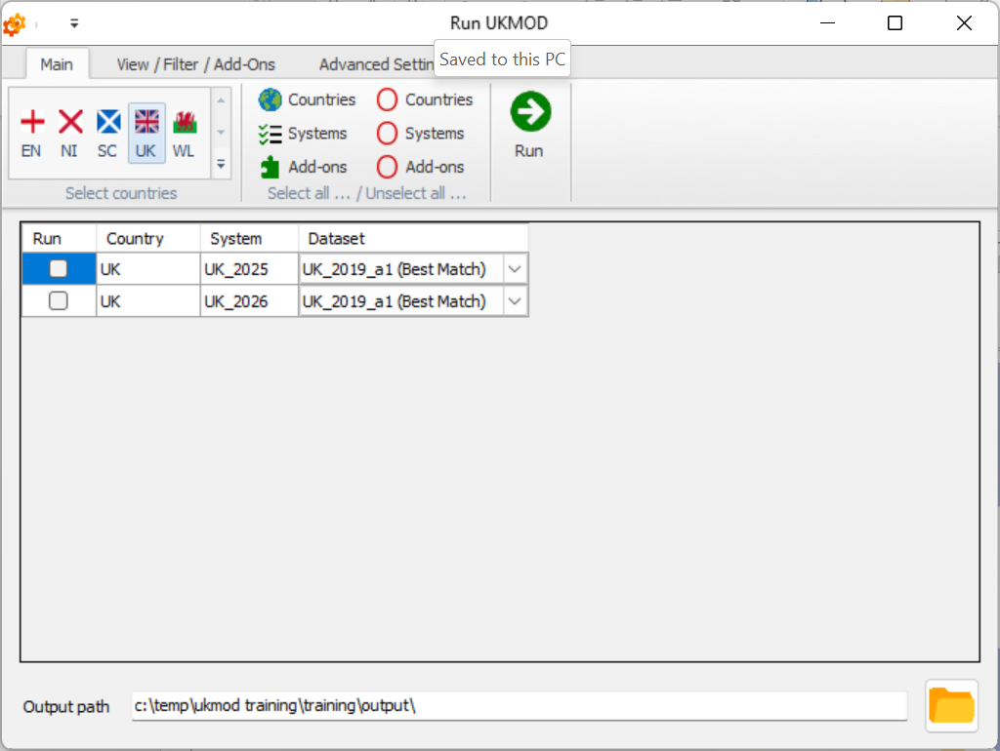 Run UKMOD
Saved to this PC
Main View / Filter / Add-Ons Advanced Settin
EN NI SC UK WL
Select countries
Countries Countries
Systems Systems
Add-ons Add-ons
Select all ... / Unselect all ...
Run
Run Country System Dataset
UK UK_2025 UK_2019_a1 (Best Match)
UK UK_2026 UK_2019_a1 (Best Match)
Output path c:\temp\ukmod training\training\output\